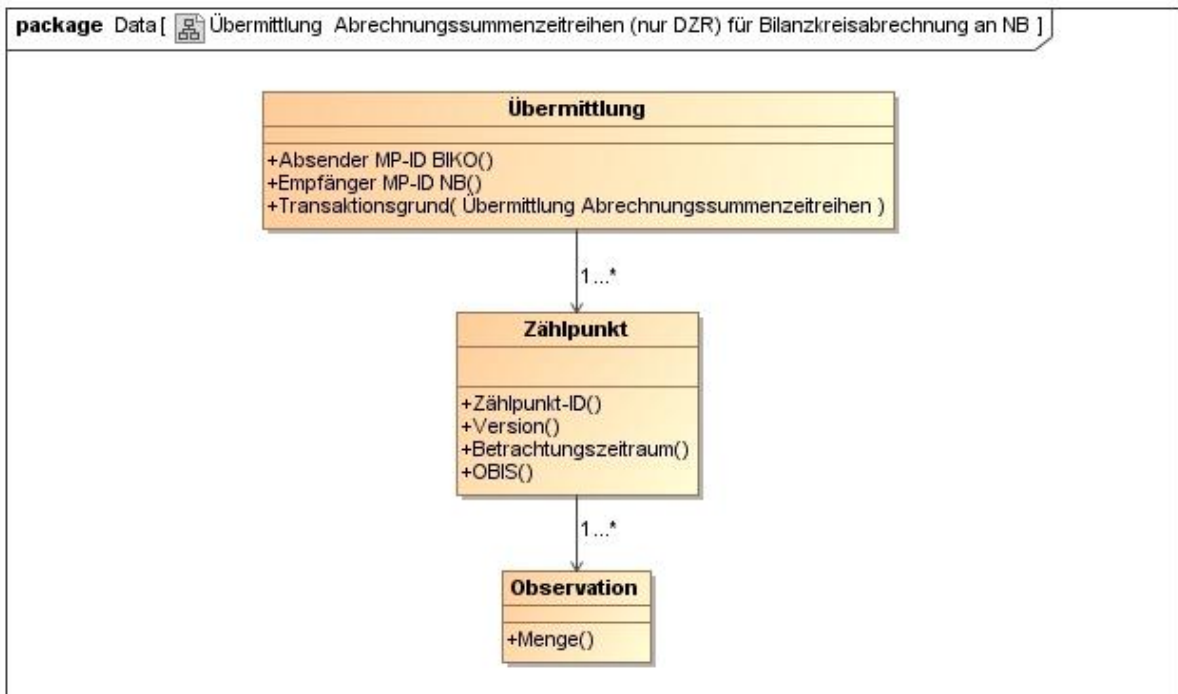 package Data [ Übermittlung Abrechnungssummenzeitreihen (nur DZR) für Bilanzkreisabrechnung an NB ]
Übermittlung
+Absender MP-ID BIKO()
+Empfänger MP-ID NB()
+Transaktionsgrund( Übermittlung Abrechnungssummenzeitreihen )
1...*
Zählpunkt
+Zählpunkt-ID()
+Version()
+Betrachtungszeitraum()
+OBIS()
1...*
Observation
+Menge()